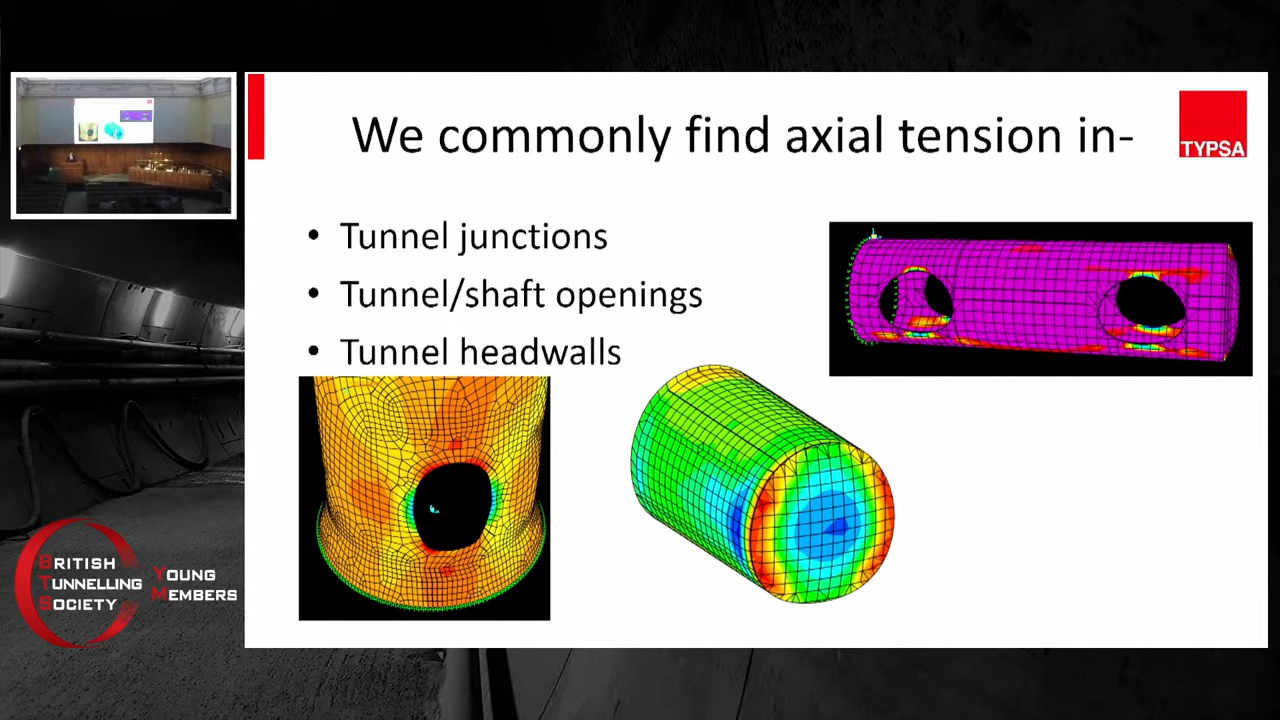 We commonly find axial tension in-
TYPSA
• Tunnel junctions
• Tunnel/shaft openings
• Tunnel headwalls
BRITISH
TUNNELLING
SOCIETY
YOUNG
MEMBERS